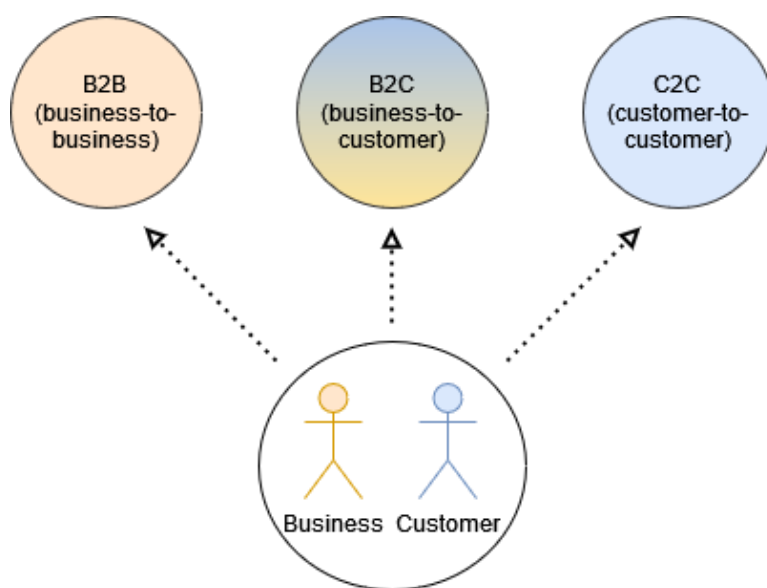 B2B
(business-to-
business)
B2C
(business-to-
customer)
C2C
(customer-to-
customer)
Business
Customer